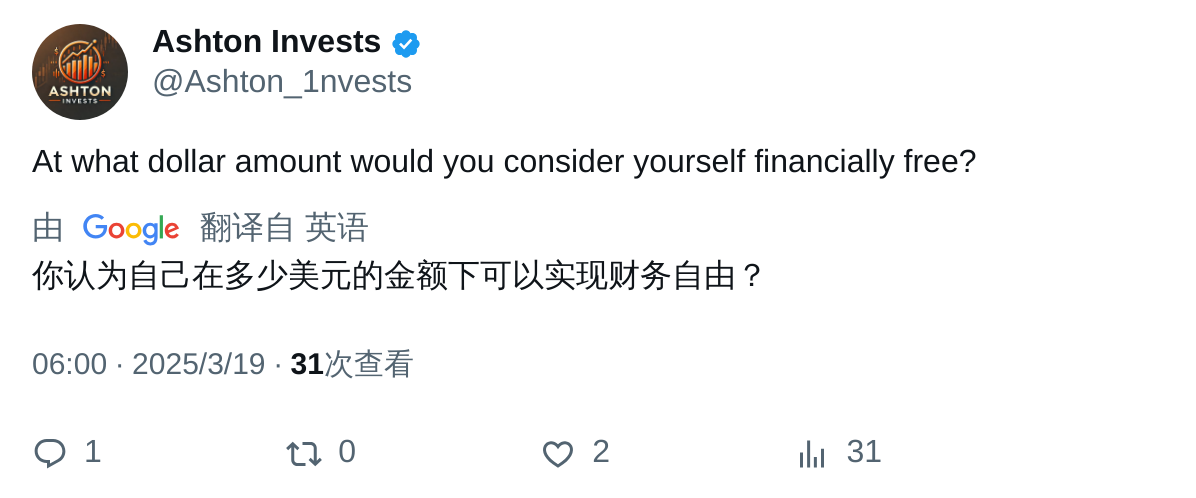 ASHTON
INVESTS
Ashton Invests
@Ashton_1nvests
At what dollar amount would you consider yourself financially free?
由 Google 翻译自 英语
你认为自己在多少美元的金额下可以实现财务自由？
06:00 · 2025/3/19 · 31次查看
1 0 2 31